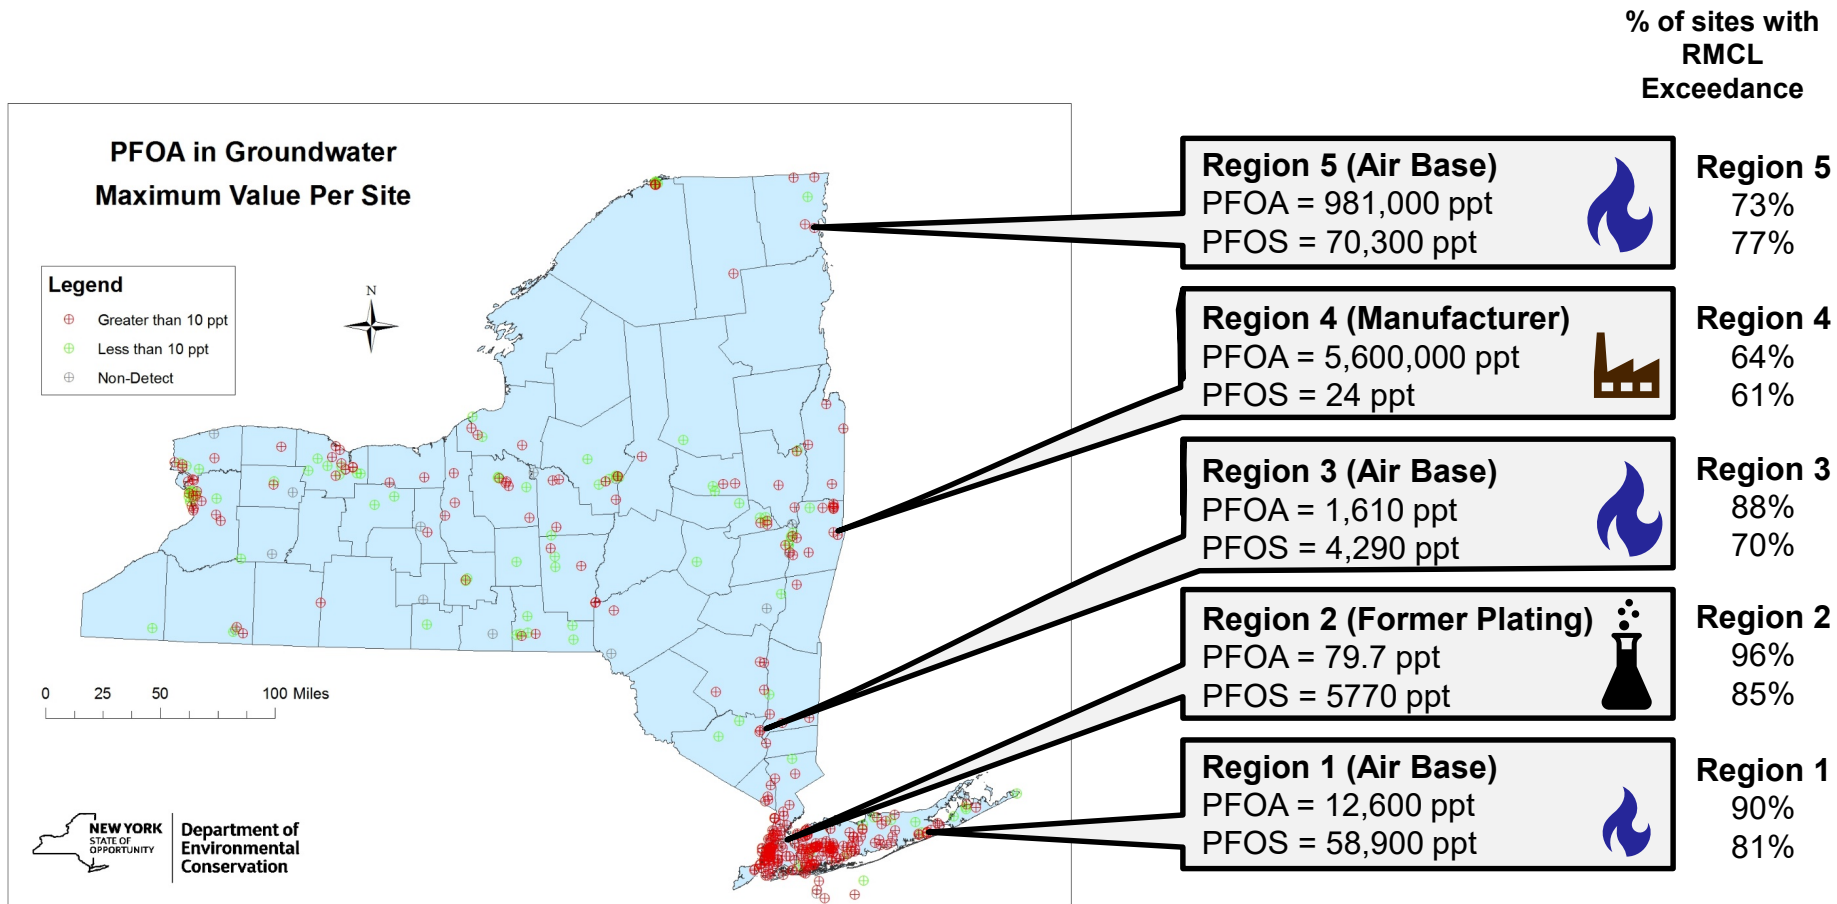 % of sites with
RMCL
Exceedance
PFOA in Groundwater
Maximum Value Per Site
Legend
Greater than 10 ppt
Less than 10 ppt
Non-Detect
N
0 25 50 100 Miles
NEW YORK
STATE OF
OPPORTUNITY
Department of
Environmental
Conservation
Region 5 (Air Base)
PFOA = 981,000 ppt
PFOS = 70,300 ppt
Region 5
73%
77%
Region 4 (Manufacturer)
PFOA = 5,600,000 ppt
PFOS = 24 ppt
Region 4
64%
61%
Region 3 (Air Base)
PFOA = 1,610 ppt
PFOS = 4,290 ppt
Region 3
88%
70%
Region 2 (Former Plating)
PFOA = 79.7 ppt
PFOS = 5770 ppt
Region 2
96%
85%
Region 1 (Air Base)
PFOA = 12,600 ppt
PFOS = 58,900 ppt
Region 1
90%
81%